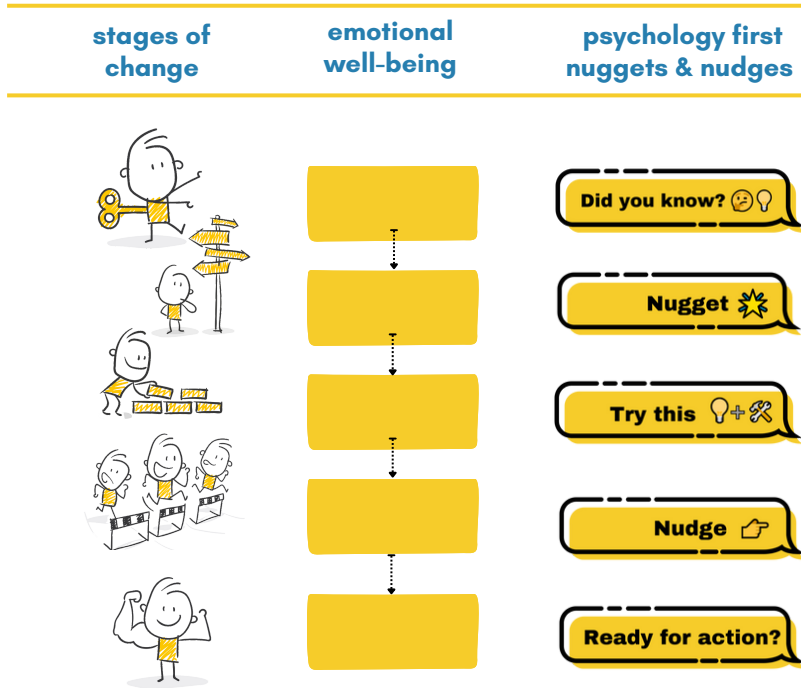 stages of
change
emotional
well-being
psychology first
nuggets & nudges
Did you know?
Nugget
Try this
Nudge
Ready for action?